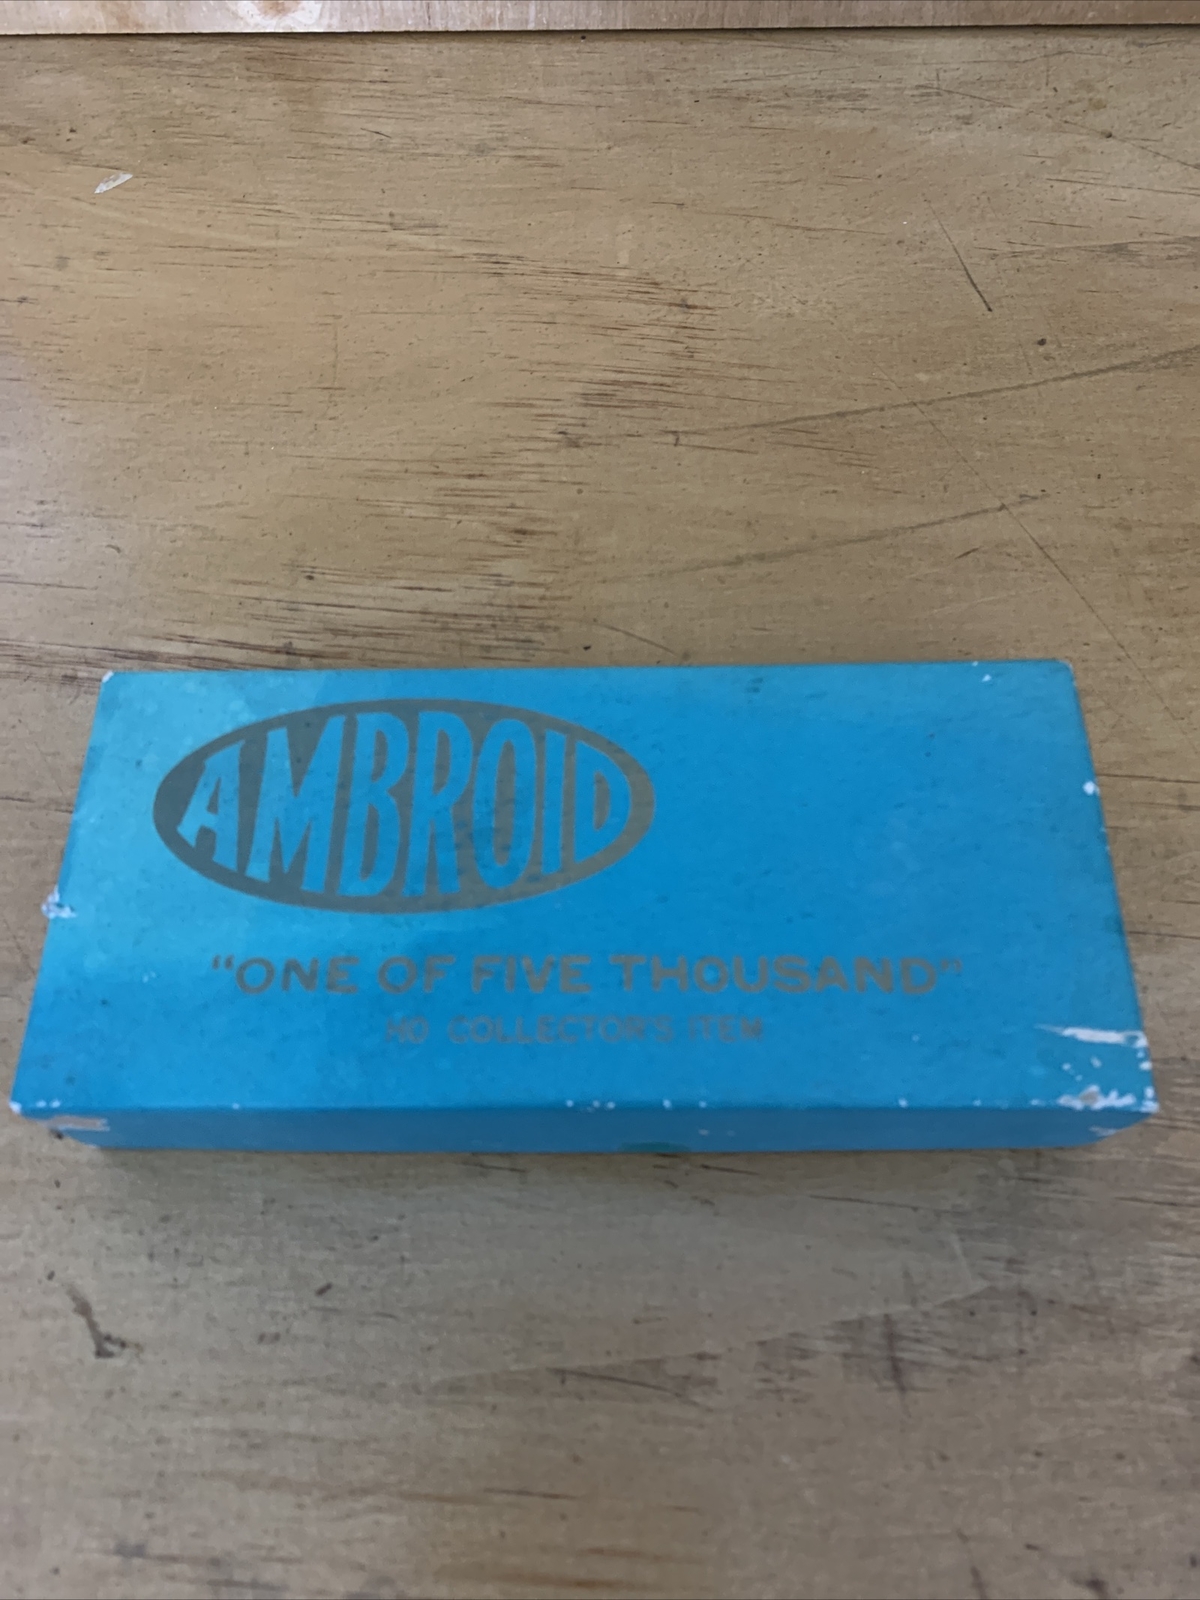 AMBROID
"ONE OF FIVE THOUSAND"
HO COLLECTOR'S ITEM